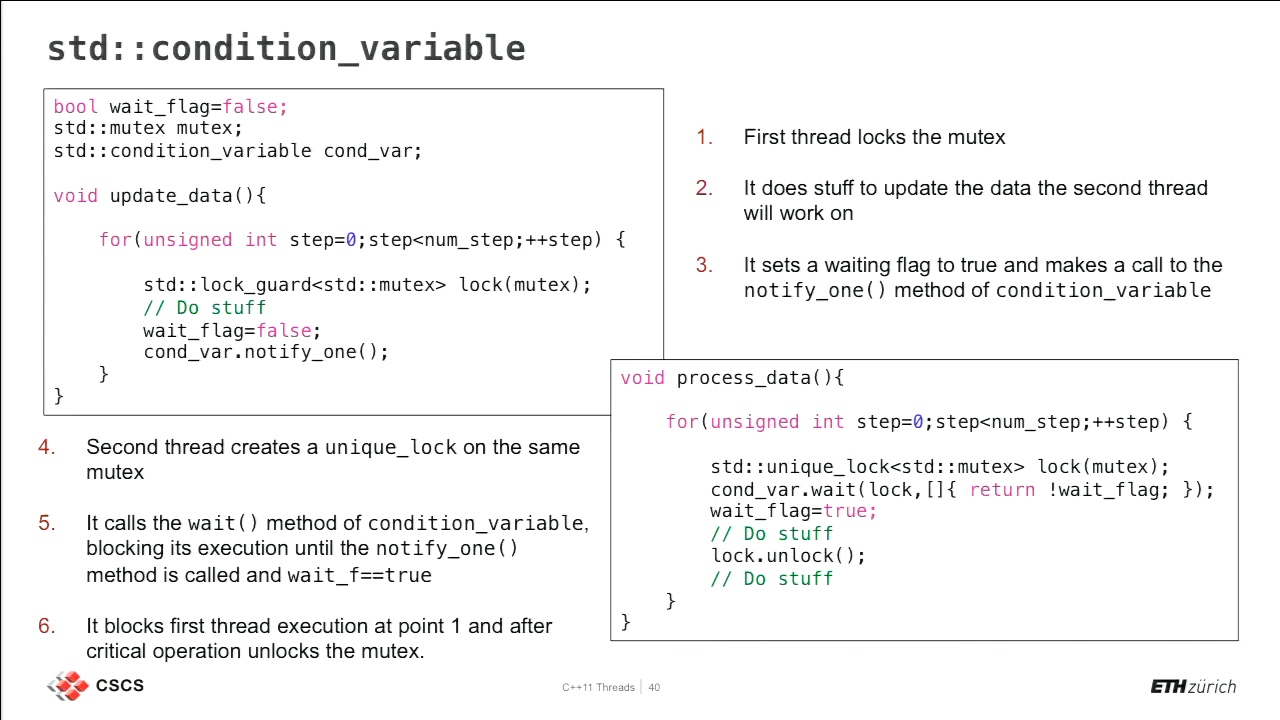 std::condition_variable
bool wait_flag=false;
std::mutex mutex;
std::condition_variable cond_var;
void update_data(){
for(unsigned int step=0;step<num_step;++step) {
std::lock_guard<std::mutex> lock(mutex);
// Do stuff
wait_flag=false;
cond_var.notify_one();
}
}
1. First thread locks the mutex
2. It does stuff to update the data the second thread
will work on
3. It sets a waiting flag to true and makes a call to the
notify_one() method of condition_variable
void process_data(){
for(unsigned int step=0;step<num_step;++step) {
std::unique_lock<std::mutex> lock(mutex);
cond_var.wait(lock,[]{ return !wait_flag; });
wait_flag=true;
// Do stuff
lock.unlock();
// Do stuff
}
}
4. Second thread creates a unique_lock on the same
mutex
5. It calls the wait() method of condition_variable,
blocking its execution until the notify_one()
method is called and wait_f==true
6. It blocks first thread execution at point 1 and after
critical operation unlocks the mutex.
CSCS
C++11 Threads | 40
ETH zürich